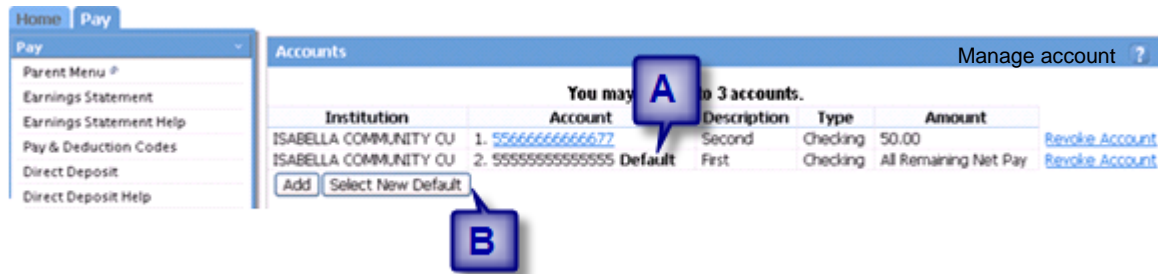 Home Pay
Pay
Parent Menu
Earnings Statement
Earnings Statement Help
Pay & Deduction Codes
Direct Deposit
Direct Deposit Help
Accounts Manage account ?
You may to 3 accounts.
Institution Account Description Type Amount
ISABELLA COMMUNITY CU 1. 55666666666677 Second Checking 50.00 Revoke Account
ISABELLA COMMUNITY CU 2. 55555555555555 Default First Checking All Remaining Net Pay Revoke Account
Add Select New Default
A
B